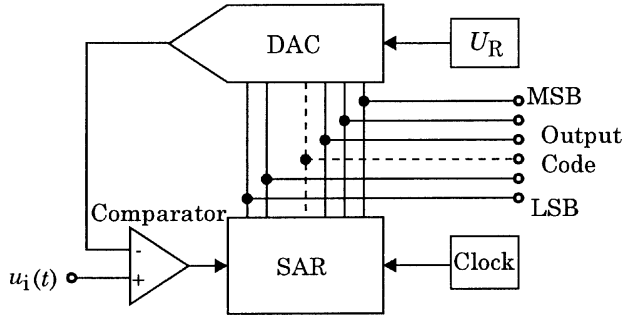 DAC
U_R
MSB
Output
Code
LSB
Comparator
-
+
u_i(t)
SAR
Clock